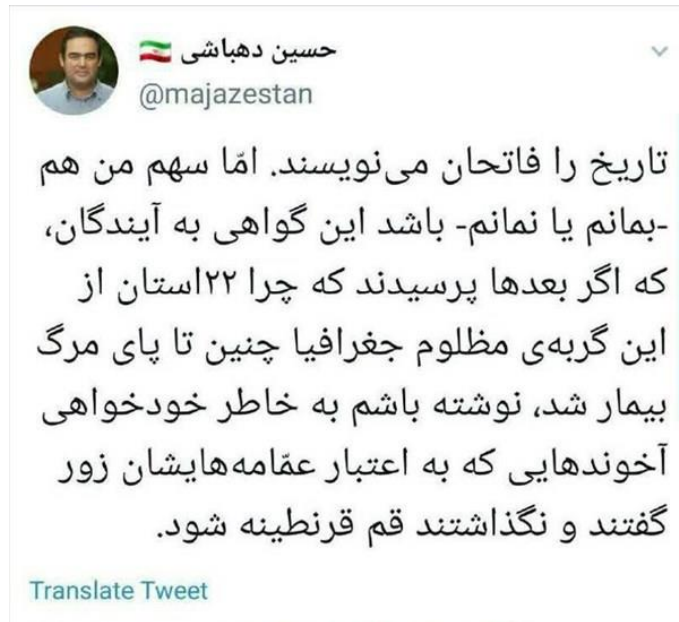 حسین دهباشی 🇮🇷
@majazestan
تاریخ را فاتحان می‌نویسند. امّا سهم من هم
-بمانم یا نمانم- باشد این گواهی به آیندگان،
که اگر بعدها پرسیدند که چرا ۲۲استان از
این گربه‌ی مظلوم جغرافیا چنین تا پای مرگ
بیمار شد، نوشته باشم به خاطر خودخواهی
آخوندهایی که به اعتبار عمّامه‌هایشان زور
گفتند و نگذاشتند قم قرنطینه شود.
Translate Tweet